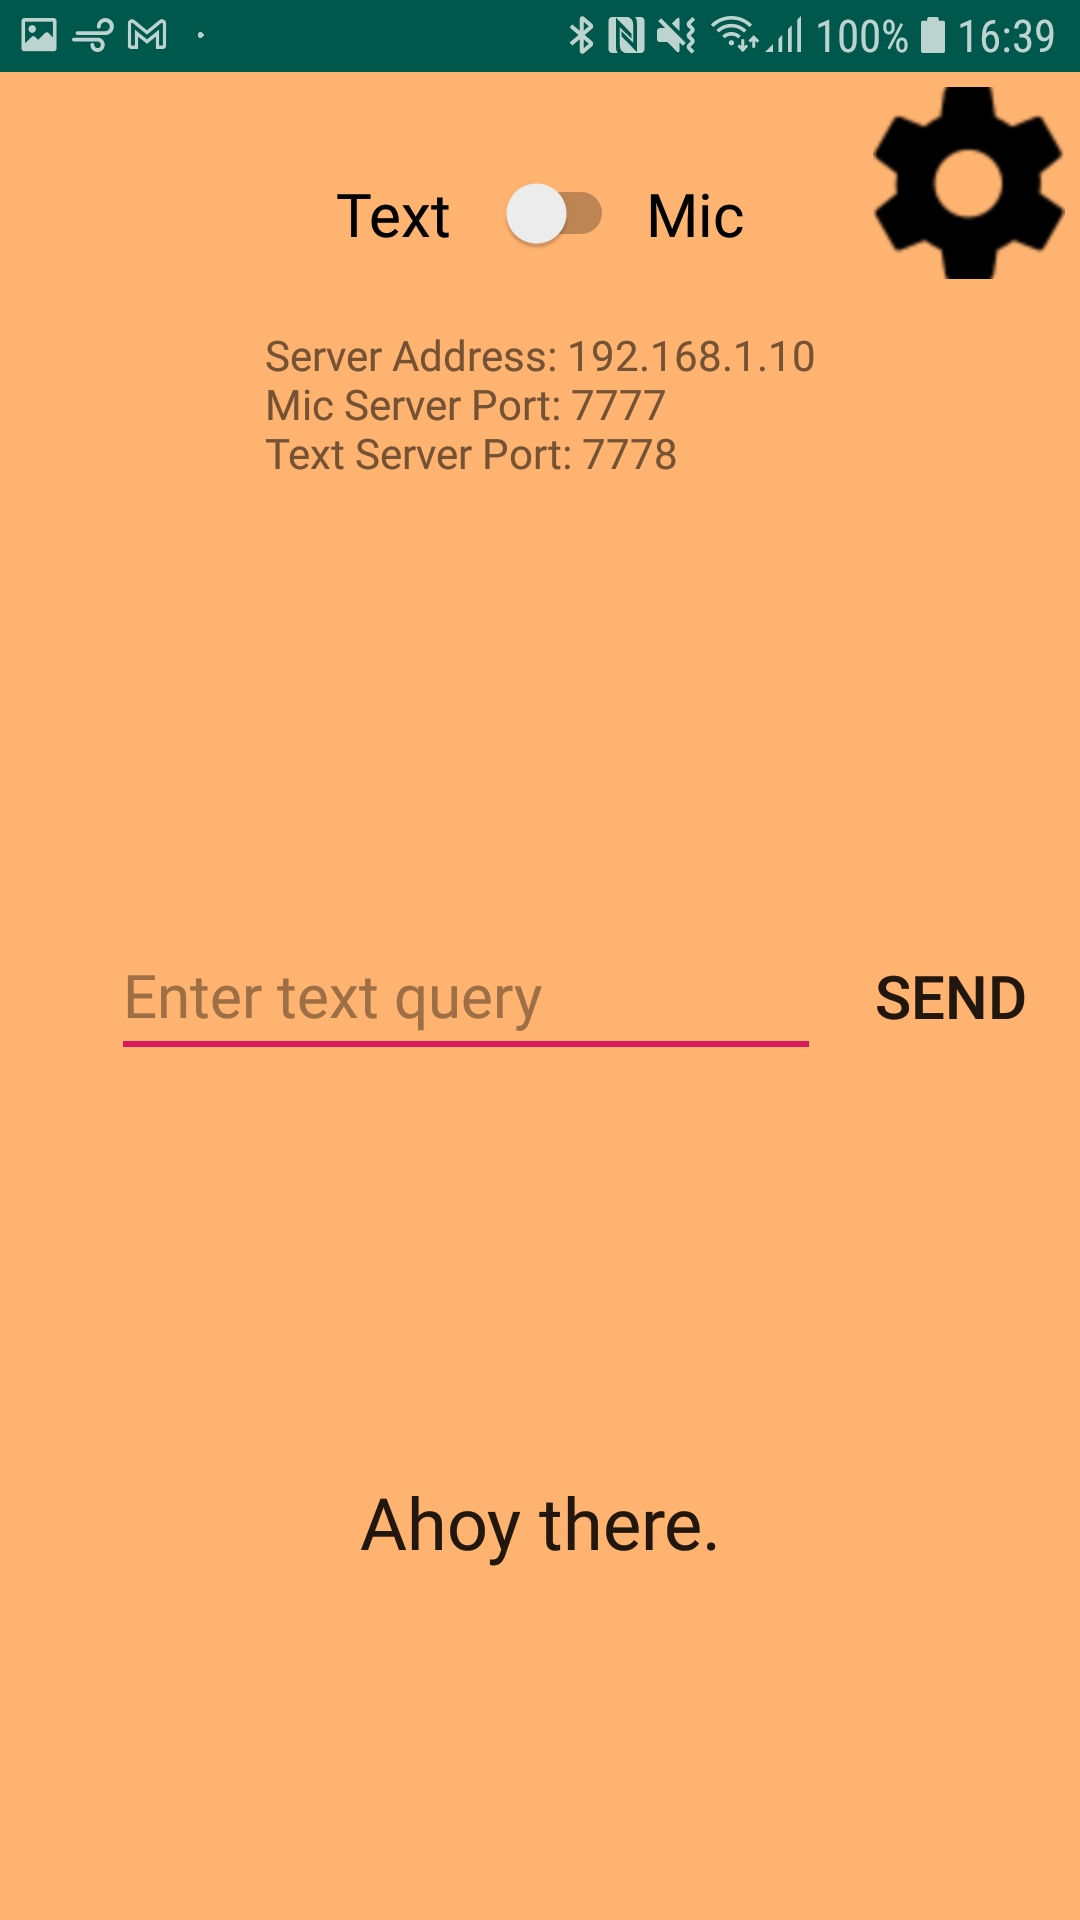 100% 16:39
Text Mic
Server Address: 192.168.1.10
Mic Server Port: 7777
Text Server Port: 7778
Enter text query SEND
Ahoy there.